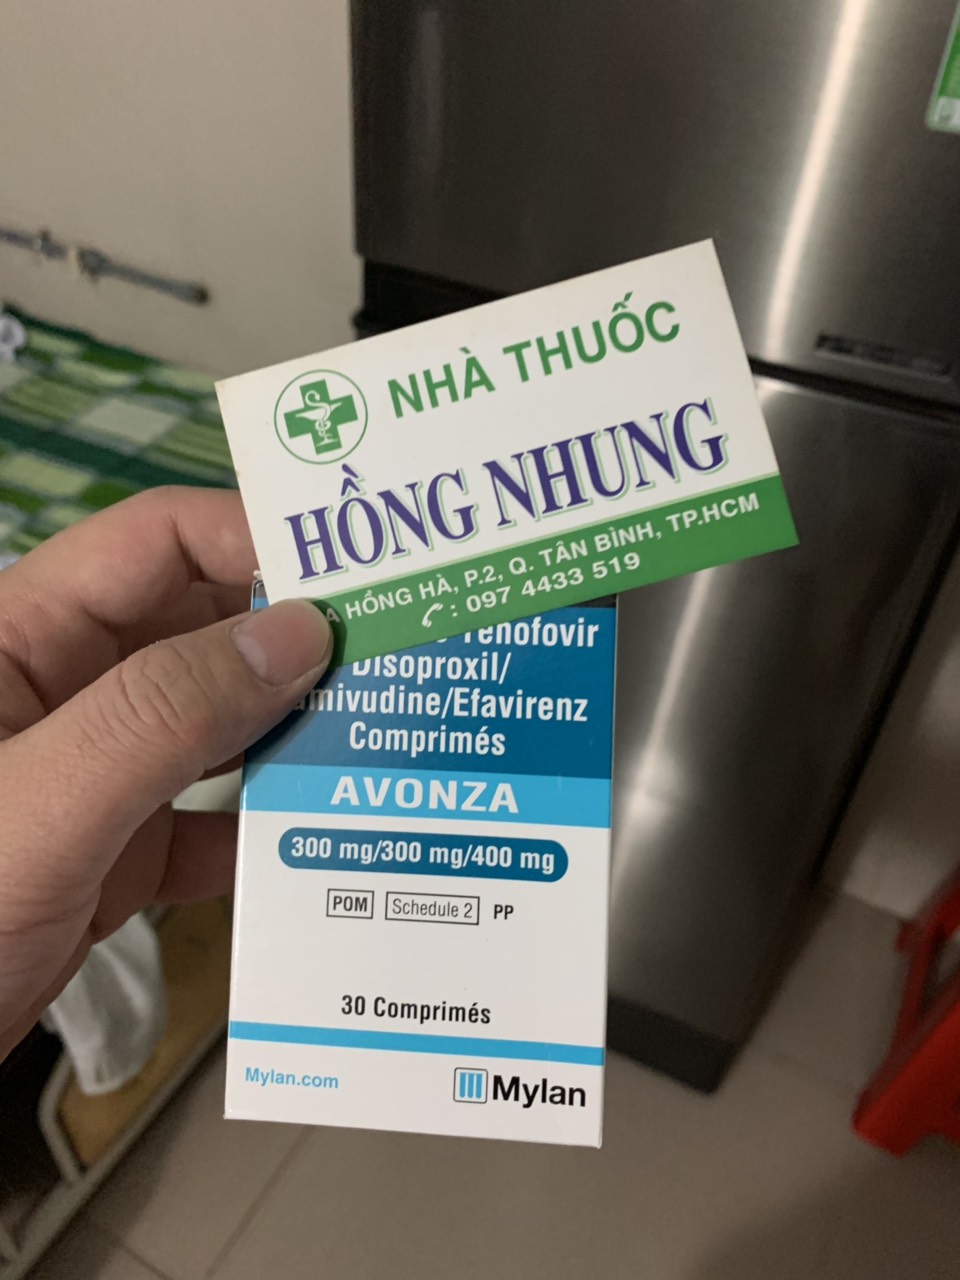 NHÀ THUỐC
HỒNG NHUNG
HỒNG HÀ, P.2, Q. TÂN BÌNH, TP.HCM
: 097 4433 519
Disoproxil/
/Efavirenz
Comprimés
AVONZA
300 mg/300 mg/400 mg
POM Schedule 2 PP
30 Comprimés
Mylan.com
Mylan